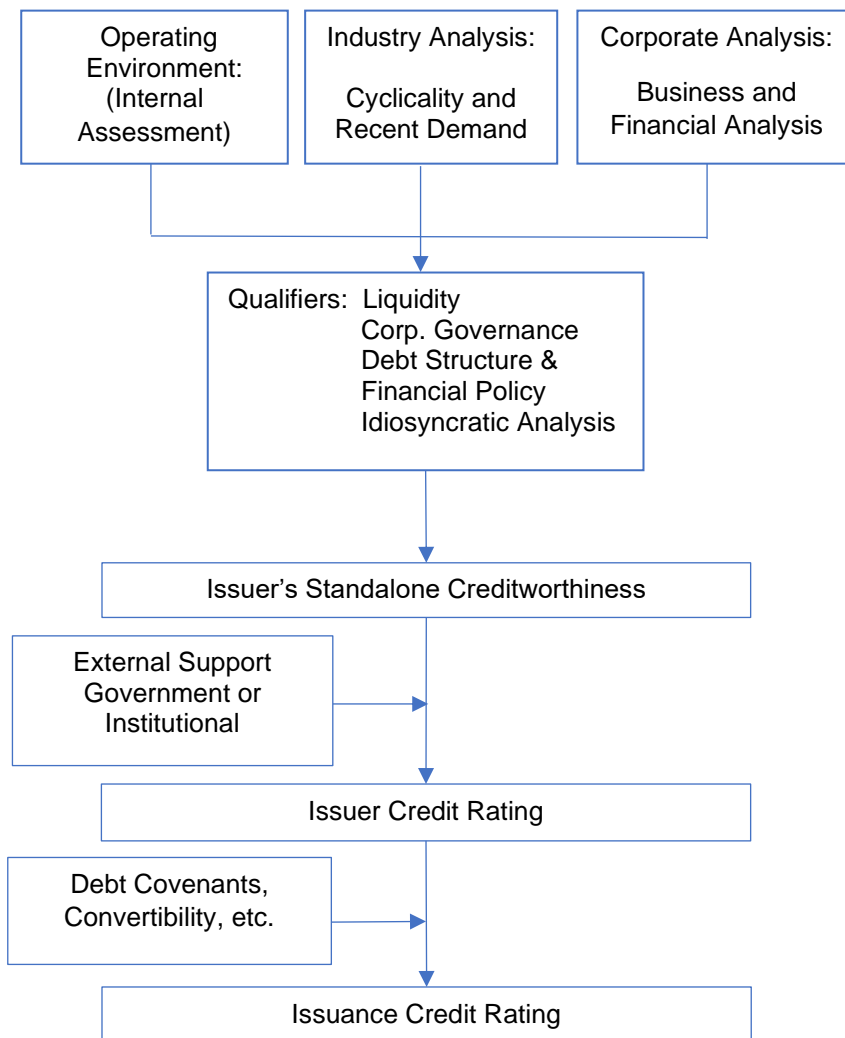 Operating
Environment:
(Internal
Assessment)
Industry Analysis:
Cyclicality and
Recent Demand
Corporate Analysis:
Business and
Financial Analysis
Qualifiers: Liquidity
Corp. Governance
Debt Structure &
Financial Policy
Idiosyncratic Analysis
Issuer’s Standalone Creditworthiness
External Support
Government or
Institutional
Issuer Credit Rating
Debt Covenants,
Convertibility, etc.
Issuance Credit Rating